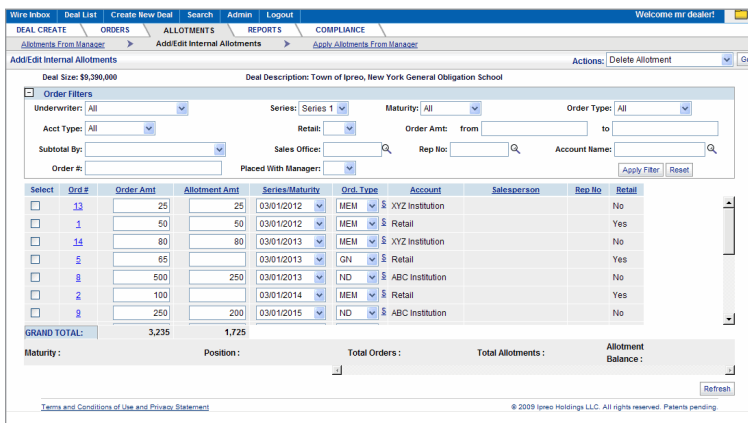 Wire Inbox Deal List Create New Deal Search Admin Logout Welcome mr dealer!
DEAL CREATE ORDERS ALLOTMENTS REPORTS COMPLIANCE
Allotments From Manager Add/Edit Internal Allotments Apply Allotments From Manager
Add/Edit Internal Allotments Actions: Delete Allotment
Deal Size: $9,390,000 Deal Description: Town of Ipreo, New York General Obligation School
Order Filters
Underwriter: All Series: Series 1 Maturity: All Order Type: All
Acct Type: All Retail: Order Amt: from to
Subtotal By: Sales Office: Rep No: Account Name:
Order #: Placed With Manager: Apply Filter Reset
Select Ord # Order Amt Allotment Amt Series/Maturity Ord. Type Account Salesperson Rep No Retail
13 25 25 03/01/2012 MEM $ XYZ Institution No
1 50 50 03/01/2012 MEM $ Retail Yes
14 80 80 03/01/2013 MEM $ XYZ Institution No
5 65 03/01/2013 GN $ Retail Yes
8 500 250 03/01/2013 ND $ ABC Institution No
2 100 03/01/2014 MEM $ Retail Yes
9 250 200 03/01/2015 ND $ ABC Institution No
GRAND TOTAL: 3,235 1,725
Maturity : Position : Total Orders : Total Allotments : Allotment Balance :
Refresh
Terms and Conditions of Use and Privacy Statement © 2009 Ipreo Holdings LLC. All rights reserved. Patents pending.